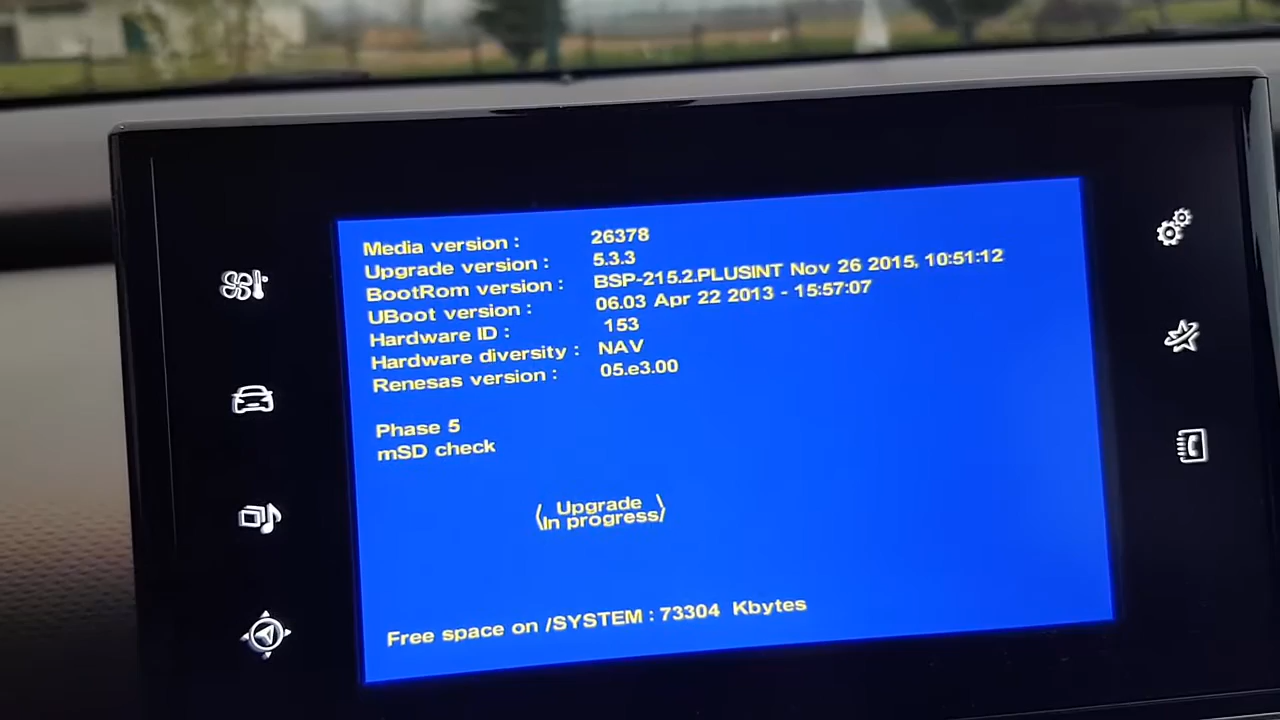 Media version : 26378
Upgrade version : 5.3.3
BootRom version : BSP-215.2.PLUSINT Nov 26 2015, 10:51:12
UBoot version : 06.03 Apr 22 2013 - 15:57:07
Hardware ID : 153
Hardware diversity : NAV
Renesas version : 05.e3.00
Phase 5
mSD check
Upgrade
In progress
Free space on /SYSTEM : 73304 Kbytes